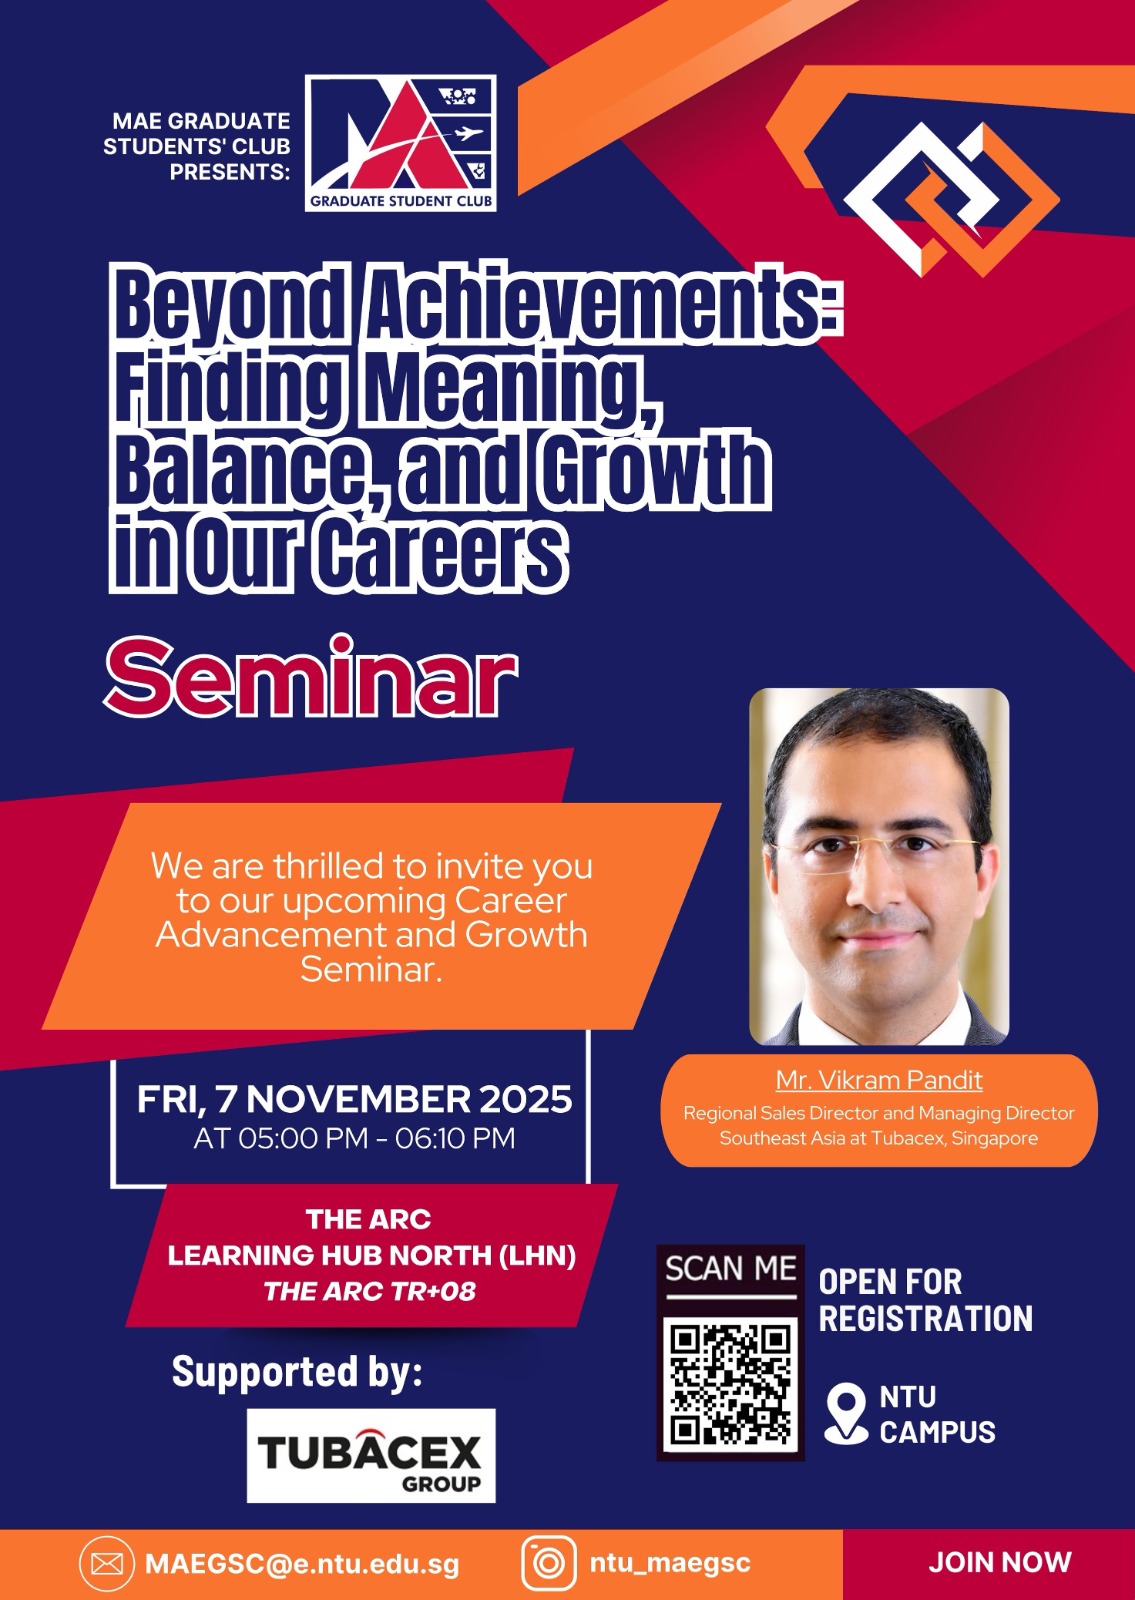 MAE GRADUATE
STUDENTS' CLUB
PRESENTS:
GRADUATE STUDENT CLUB
Beyond Achievements:
Finding Meaning,
Balance, and Growth
in Our Careers
Seminar
We are thrilled to invite you
to our upcoming Career
Advancement and Growth
Seminar.
Mr. Vikram Pandit
Regional Sales Director and Managing Director
Southeast Asia at Tubacex, Singapore
FRI, 7 NOVEMBER 2025
AT 05:00 PM - 06:10 PM
THE ARC
LEARNING HUB NORTH (LHN)
THE ARC TR+08
SCAN ME
OPEN FOR
REGISTRATION
NTU
CAMPUS
Supported by:
TUBACEX
GROUP
MAEGSC@e.ntu.edu.sg
ntu_maegsc
JOIN NOW